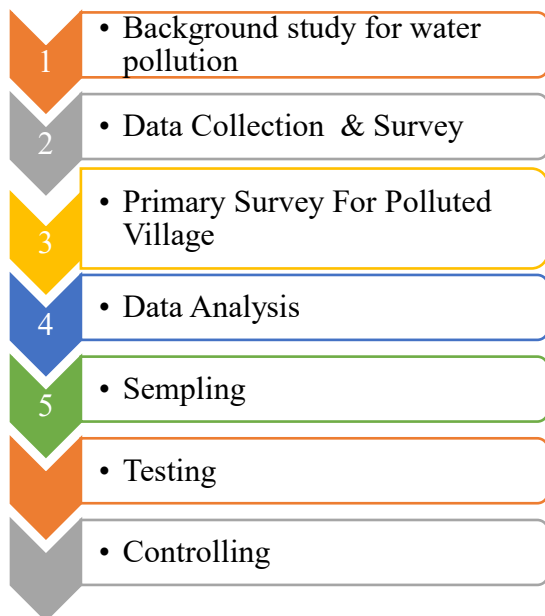 1
• Background study for water
pollution
2
• Data Collection & Survey
3
• Primary Survey For Polluted
Village
4
• Data Analysis
5
• Sempling
• Testing
• Controlling